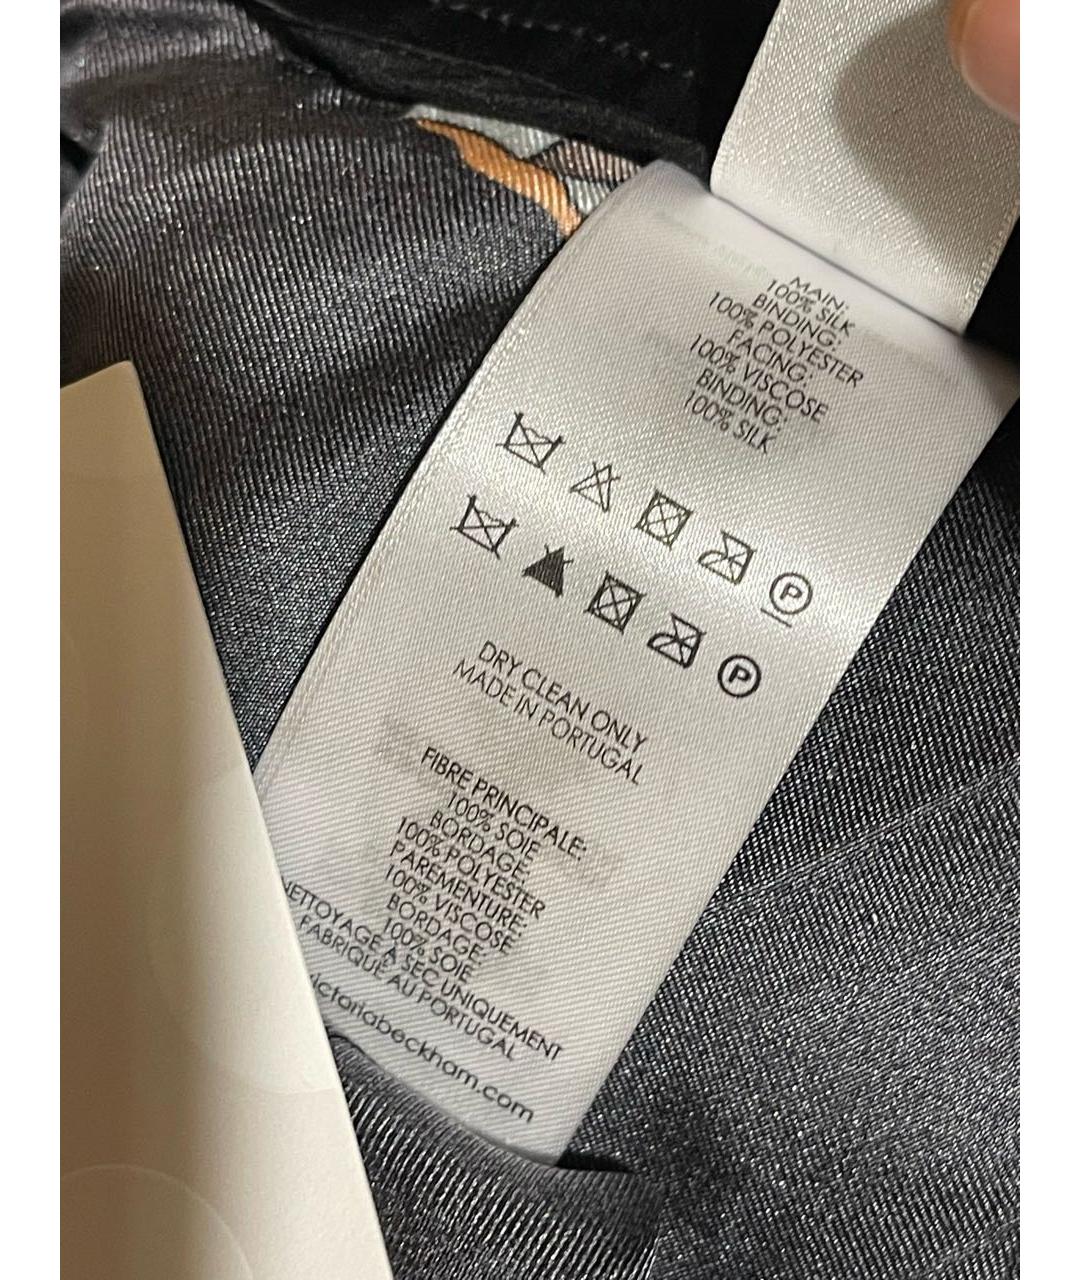 MAIN:
100% SILK
BINDING:
100% POLYESTER
FACING:
100% VISCOSE
BINDING:
100% SILK
P
P
DRY CLEAN ONLY
MADE IN PORTUGAL
FIBRE PRINCIPALE:
100% SOIE
BORDAGE.
100% POLYESTER
PAREMENTURE:
100% VISCOSE
BORDAGE:
100% SOIE.
NETTOYAGE À SEC UNIQUEMENT
FABRIQUÉ AU PORTUGAL
victoriabeckham.com